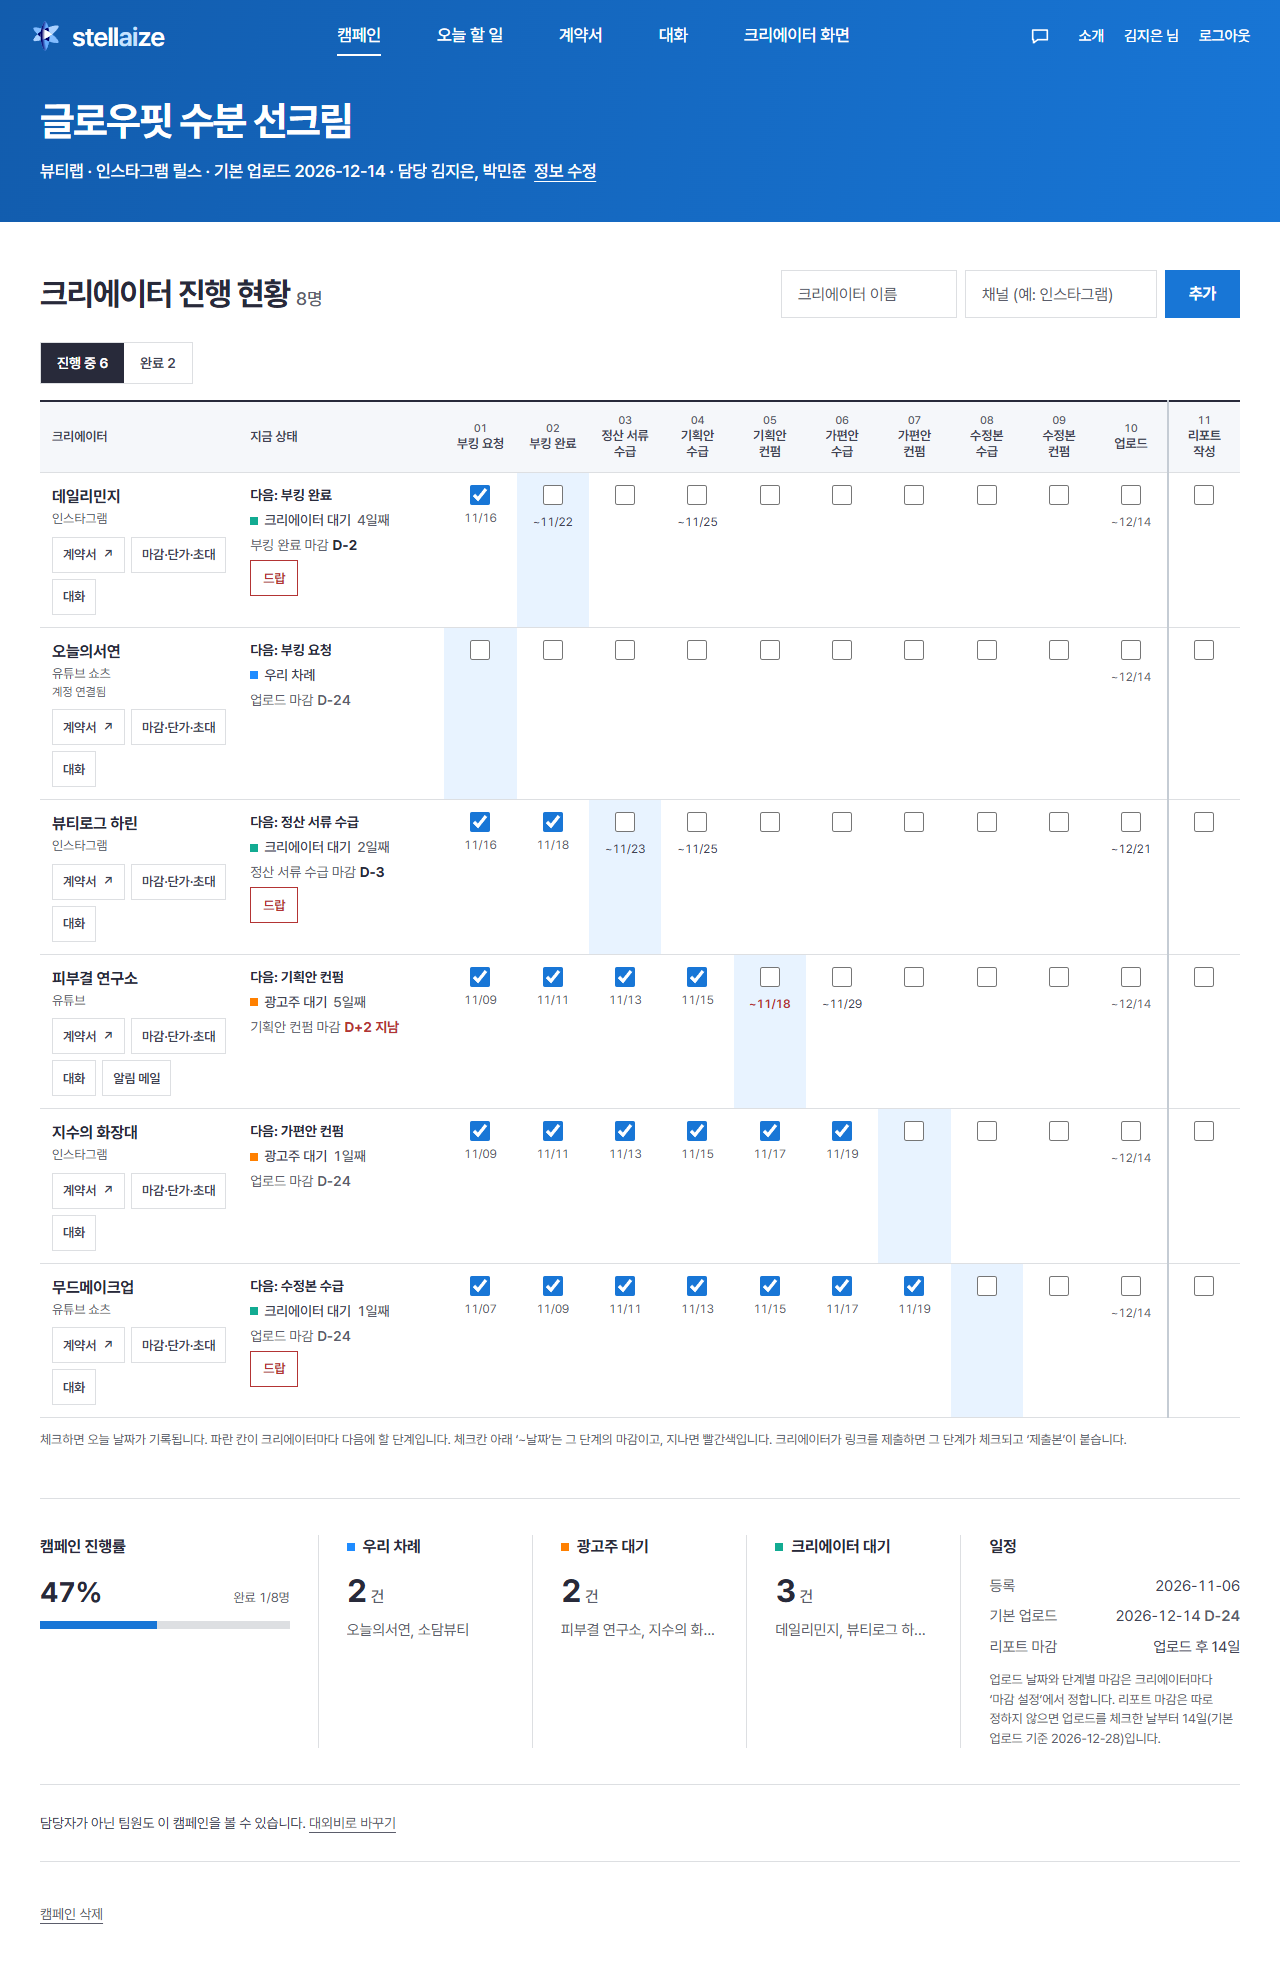 stellaize
캠페인
오늘 할 일
계약서
대화
크리에이터 화면
소개
김지은 님
로그아웃
글로우핏 수분 선크림
뷰티랩 · 인스타그램 릴스 · 기본 업로드 2026-12-14 · 담당 김지은, 박민준 정보 수정
크리에이터 진행 현황 8명
크리에이터 이름
채널 (예: 인스타그램)
추가
진행 중 6
완료 2
크리에이터
지금 상태
01 부킹 요청
02 부킹 완료
03 정산 서류 수급
04 기획안 수급
05 기획안 컨펌
06 가편안 수급
07 가편안 컨펌
08 수정본 수급
09 수정본 컨펌
10 업로드
11 리포트 작성
데일리민지
인스타그램
계약서 ↗ 마감·단가·초대
대화
다음: 부킹 완료
크리에이터 대기 4일째
부킹 완료 마감 D-2
드랍
11/16 ~11/22 ~11/25 ~12/14
오늘의서연
유튜브 쇼츠
계정 연결됨
계약서 ↗ 마감·단가·초대
대화
다음: 부킹 요청
우리 차례
업로드 마감 D-24
~12/14
뷰티로그 하린
인스타그램
계약서 ↗ 마감·단가·초대
대화
다음: 정산 서류 수급
크리에이터 대기 2일째
정산 서류 수급 마감 D-3
드랍
11/16 11/18 ~11/23 ~11/25 ~12/21
피부결 연구소
유튜브
계약서 ↗ 마감·단가·초대
대화 알림 메일
다음: 기획안 컨펌
광고주 대기 5일째
기획안 컨펌 마감 D+2 지남
11/09 11/11 11/13 11/15 ~11/18 ~11/29 ~12/14
지수의 화장대
인스타그램
계약서 ↗ 마감·단가·초대
대화
다음: 가편안 컨펌
광고주 대기 1일째
업로드 마감 D-24
11/09 11/11 11/13 11/15 11/17 11/19 ~12/14
무드메이크업
유튜브 쇼츠
계약서 ↗ 마감·단가·초대
대화
다음: 수정본 수급
크리에이터 대기 1일째
업로드 마감 D-24
드랍
11/07 11/09 11/11 11/13 11/15 11/17 11/19 ~12/14
체크하면 오늘 날짜가 기록됩니다. 파란 칸이 크리에이터마다 다음에 할 단계입니다. 체크칸 아래 ‘~날짜’는 그 단계의 마감이고, 지나면 빨간색입니다. 크리에이터가 링크를 제출하면 그 단계가 체크되고 ‘제출본’이 붙습니다.
캠페인 진행률
47%
완료 1/8명
우리 차례
2 건
오늘의서연, 소담뷰티
광고주 대기
2 건
피부결 연구소, 지수의 화...
크리에이터 대기
3 건
데일리민지, 뷰티로그 하...
일정
등록 2026-11-06
기본 업로드 2026-12-14 D-24
리포트 마감 업로드 후 14일
업로드 날짜와 단계별 마감은 크리에이터마다
‘마감 설정’에서 정합니다. 리포트 마감은 따로
정하지 않으면 업로드를 체크한 날부터 14일(기본
업로드 기준 2026-12-28)입니다.
담당자가 아닌 팀원도 이 캠페인을 볼 수 있습니다. 대외비로 바꾸기
캠페인 삭제